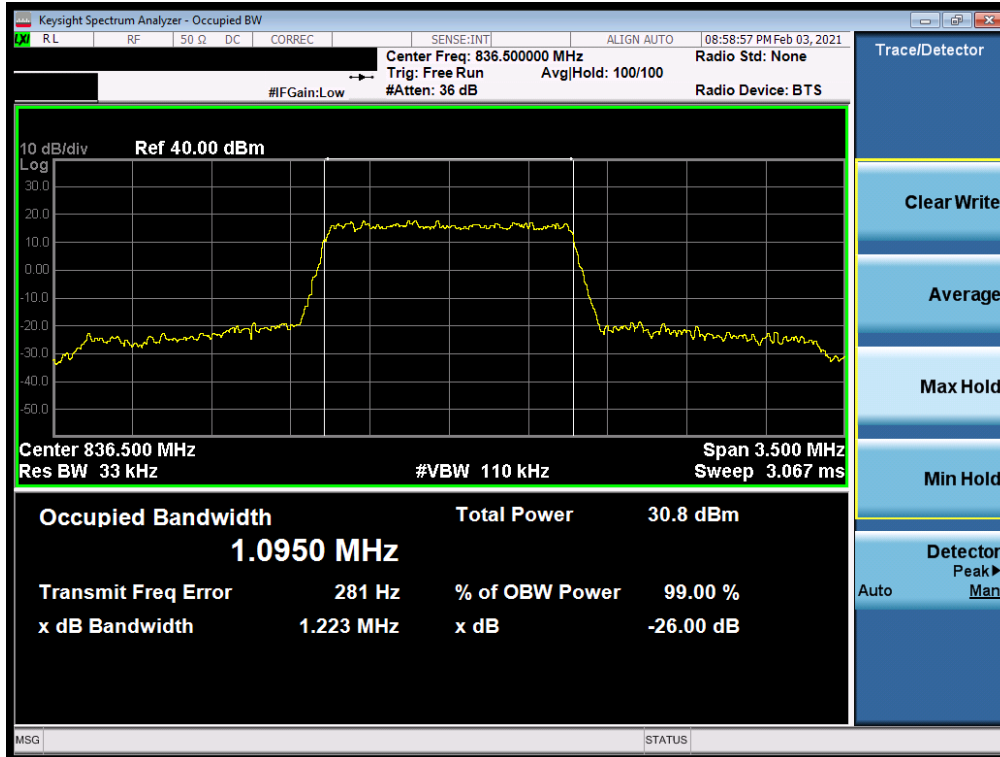 Keysight Spectrum Analyzer - Occupied BW
LXI RL RF 50 Ω DC CORREC SENSE:INT ALIGN AUTO 08:58:57 PM Feb 03, 2021
Center Freq: 836.500000 MHz Radio Std: None
Trig: Free Run Avg|Hold: 100/100
#IFGain:Low #Atten: 36 dB Radio Device: BTS
10 dB/div Ref 40.00 dBm
Log
30.0
20.0
10.0
0.00
-10.0
-20.0
-30.0
-40.0
-50.0
Center 836.500 MHz Span 3.500 MHz
Res BW 33 kHz #VBW 110 kHz Sweep 3.067 ms
Occupied Bandwidth Total Power 30.8 dBm
1.0950 MHz
Transmit Freq Error 281 Hz % of OBW Power 99.00 %
x dB Bandwidth 1.223 MHz x dB -26.00 dB
MSG STATUS
Trace/Detector
Clear Write
Average
Max Hold
Min Hold
Detector
Peak▶
Auto Man